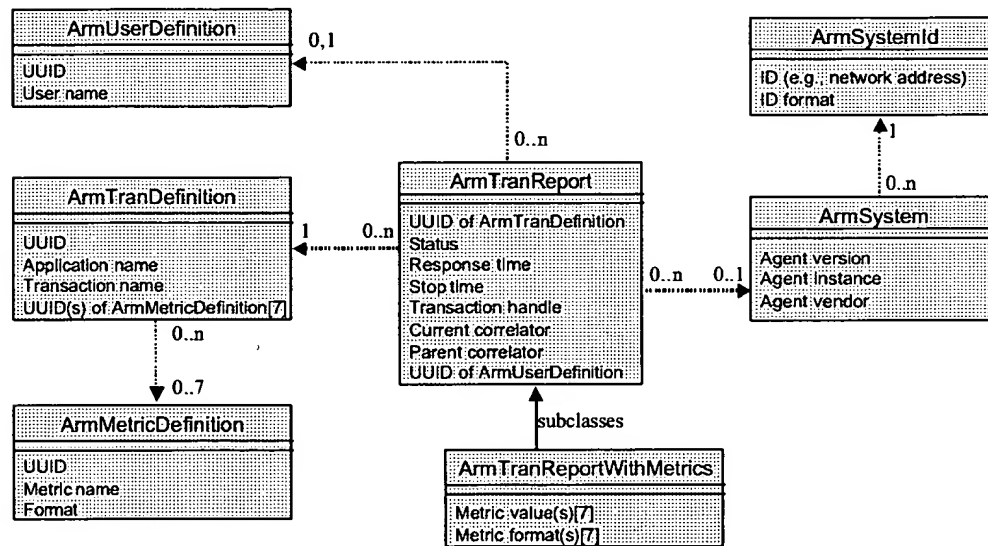 ArmUserDefinition
UUID
User name
0,1
0..n
ArmSystemId
ID (e.g., network address)
ID format
1
0..n
ArmTranDefinition
UUID
Application name
Transaction name
UUID(s) of ArmMetricDefinition[7]
1
0..n
ArmTranReport
UUID of ArmTranDefinition
Status
Response time
Stop time
Transaction handle
Current correlator
Parent correlator
UUID of ArmUserDefinition
0..n
0..1
ArmSystem
Agent version
Agent Instance
Agent vendor
0..n
0..7
ArmMetricDefinition
UUID
Metric name
Format
subclasses
ArmTranReportWithMetrics
Metric value(s)[7]
Metric format(s)[7]